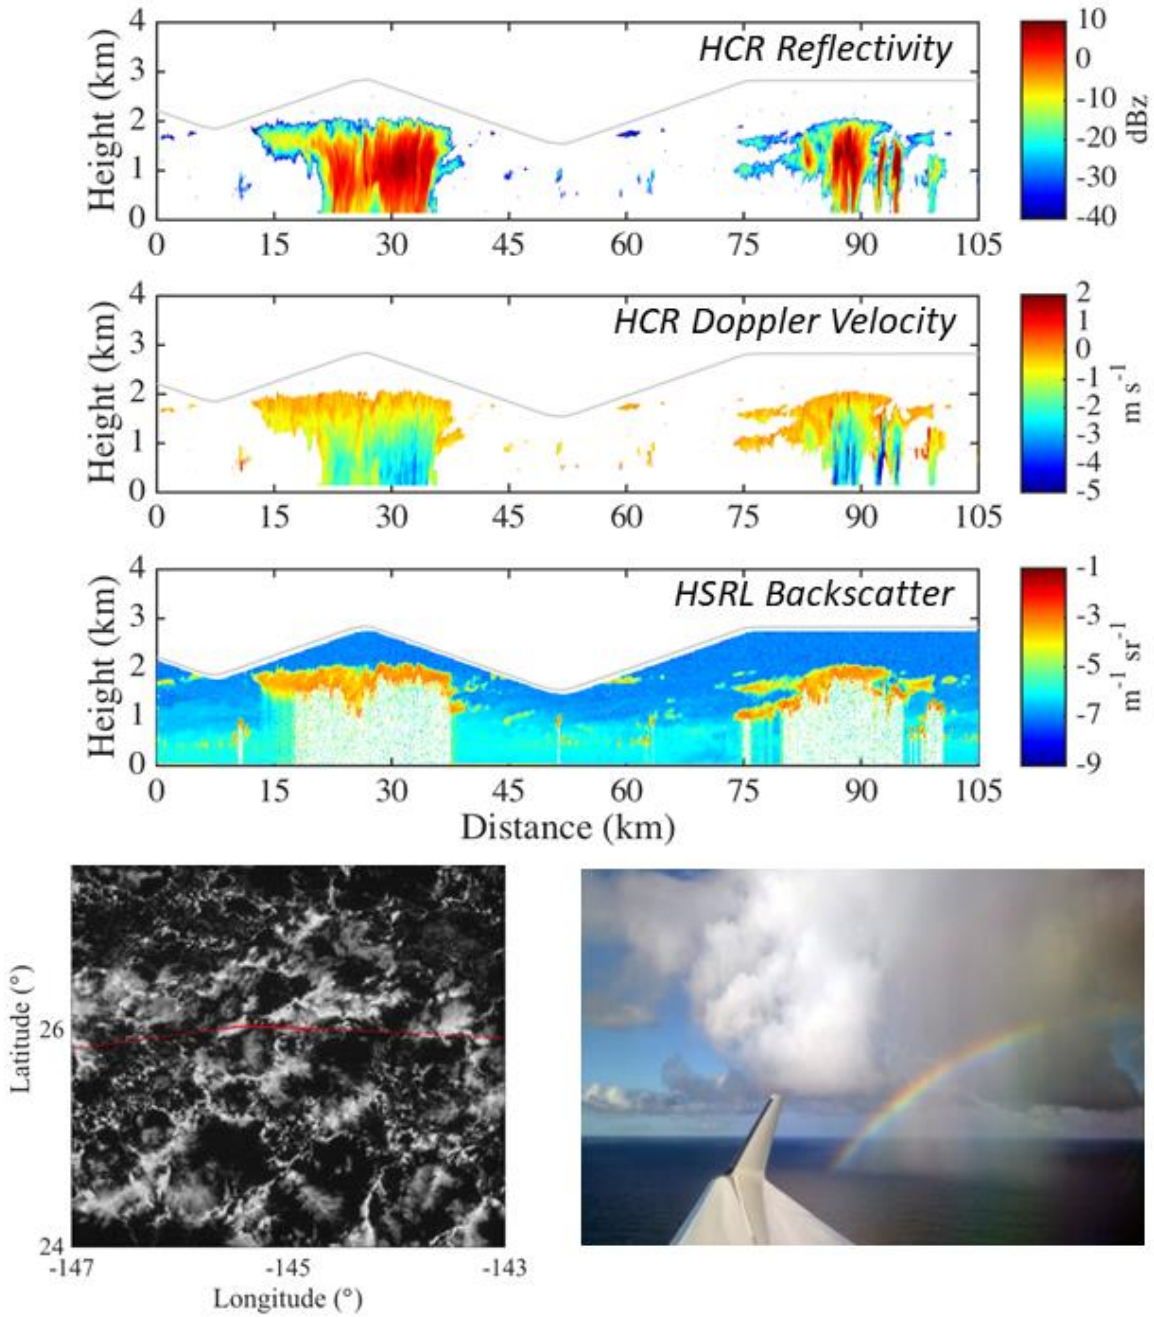 HCR Reflectivity
Height (km)
4
3
2
1
0
0 15 30 45 60 75 90 105
10
0
-10
-20
-30
-40
dBz
HCR Doppler Velocity
Height (km)
4
3
2
1
0
0 15 30 45 60 75 90 105
2
1
0
-1
-2
-3
-4
-5
m s-1
HSRL Backscatter
Height (km)
4
3
2
1
0
0 15 30 45 60 75 90 105
Distance (km)
-1
-3
-5
-7
-9
m-1 sr-1
Latitude (°)
26
24
-147 -145 -143
Longitude (°)